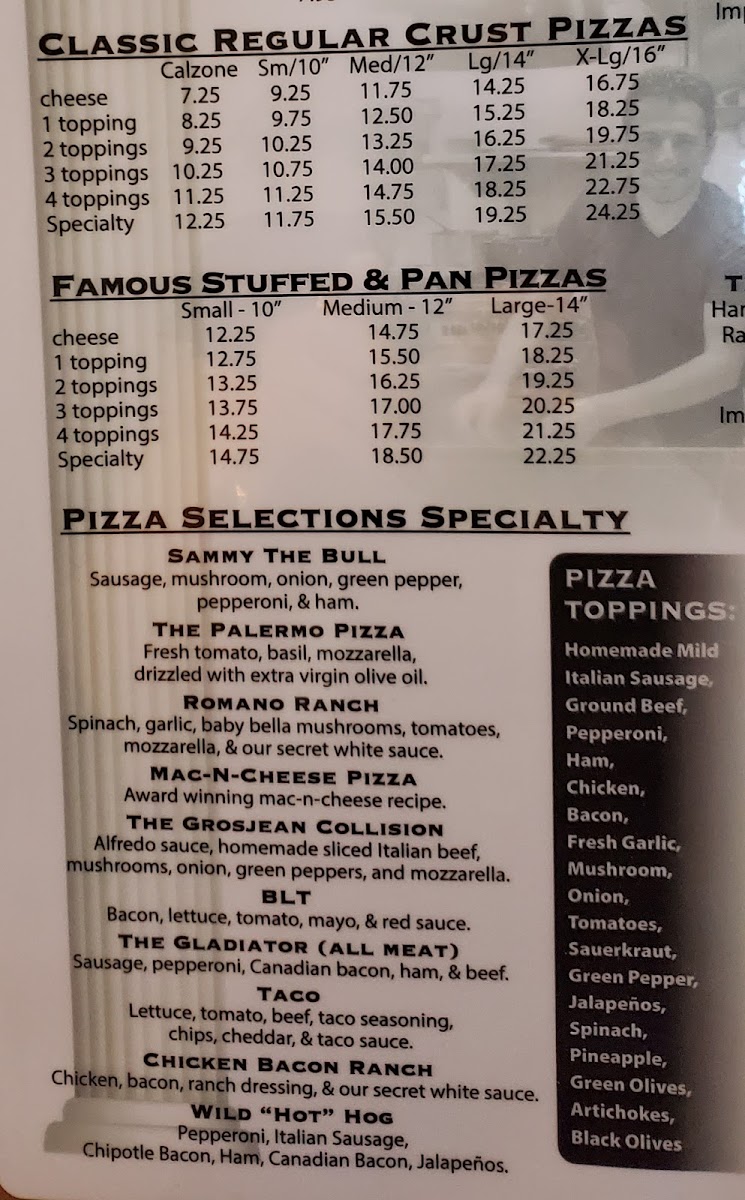 Classic Regular Crust Pizzas
Calzone Sm/10" Med/12" Lg/14" X-Lg/16"
cheese 7.25 9.25 11.75 14.25 16.75
1 topping 8.25 9.75 12.50 15.25 18.25
2 toppings 9.25 10.25 13.25 16.25 19.75
3 toppings 10.25 10.75 14.00 17.25 21.25
4 toppings 11.25 11.25 14.75 18.25 22.75
Specialty 12.25 11.75 15.50 19.25 24.25
Famous Stuffed & Pan Pizzas
Small - 10" Medium - 12" Large-14"
cheese 12.25 14.75 17.25
1 topping 12.75 15.50 18.25
2 toppings 13.25 16.25 19.25
3 toppings 13.75 17.00 20.25
4 toppings 14.25 17.75 21.25
Specialty 14.75 18.50 22.25
Pizza Selections Specialty
Sammy The Bull
Sausage, mushroom, onion, green pepper,
pepperoni, & ham.
The Palermo Pizza
Fresh tomato, basil, mozzarella,
drizzled with extra virgin olive oil.
Romano Ranch
Spinach, garlic, baby bella mushrooms, tomatoes,
mozzarella, & our secret white sauce.
Mac-N-Cheese Pizza
Award winning mac-n-cheese recipe.
The Grosjean Collision
Alfredo sauce, homemade sliced Italian beef,
mushrooms, onion, green peppers, and mozzarella.
BLT
Bacon, lettuce, tomato, mayo, & red sauce.
The Gladiator (all meat)
Sausage, pepperoni, Canadian bacon, ham, & beef.
Taco
Lettuce, tomato, beef, taco seasoning,
chips, cheddar, & taco sauce.
Chicken Bacon Ranch
Chicken, bacon, ranch dressing, & our secret white sauce.
Wild "Hot" Hog
Pepperoni, Italian Sausage,
Chipotle Bacon, Ham, Canadian Bacon, Jalapeños.
PIZZA
TOPPINGS:
Homemade Mild
Italian Sausage,
Ground Beef,
Pepperoni,
Ham,
Chicken,
Bacon,
Fresh Garlic,
Mushroom,
Onion,
Tomatoes,
Sauerkraut,
Green Pepper,
Jalapeños,
Spinach,
Pineapple,
Green Olives,
Artichokes,
Black Olives